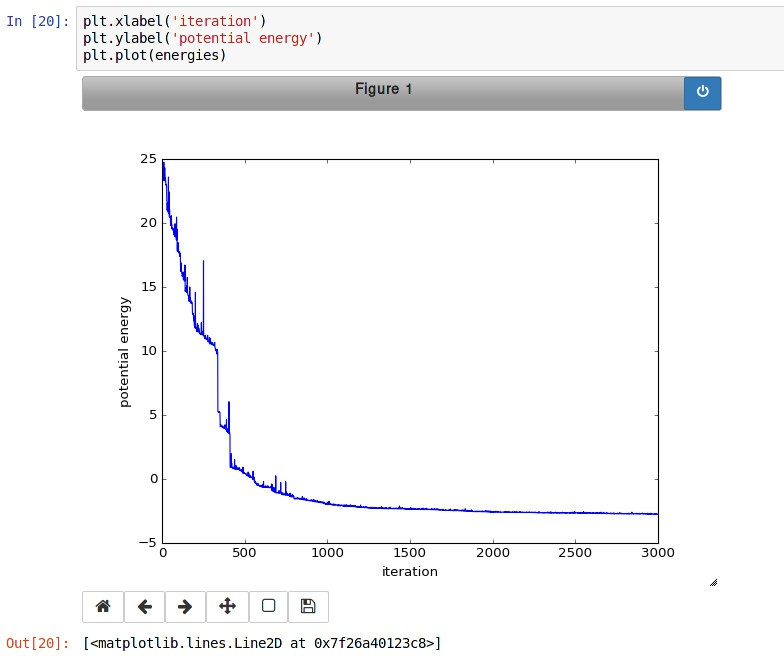 In [20]: plt.xlabel('iteration')
plt.ylabel('potential energy')
plt.plot(energies)
Figure 1
25
20
15
10
5
0
−5
potential energy
0 500 1000 1500 2000 2500 3000
iteration
Out[20]: [<matplotlib.lines.Line2D at 0x7f26a40123c8>]